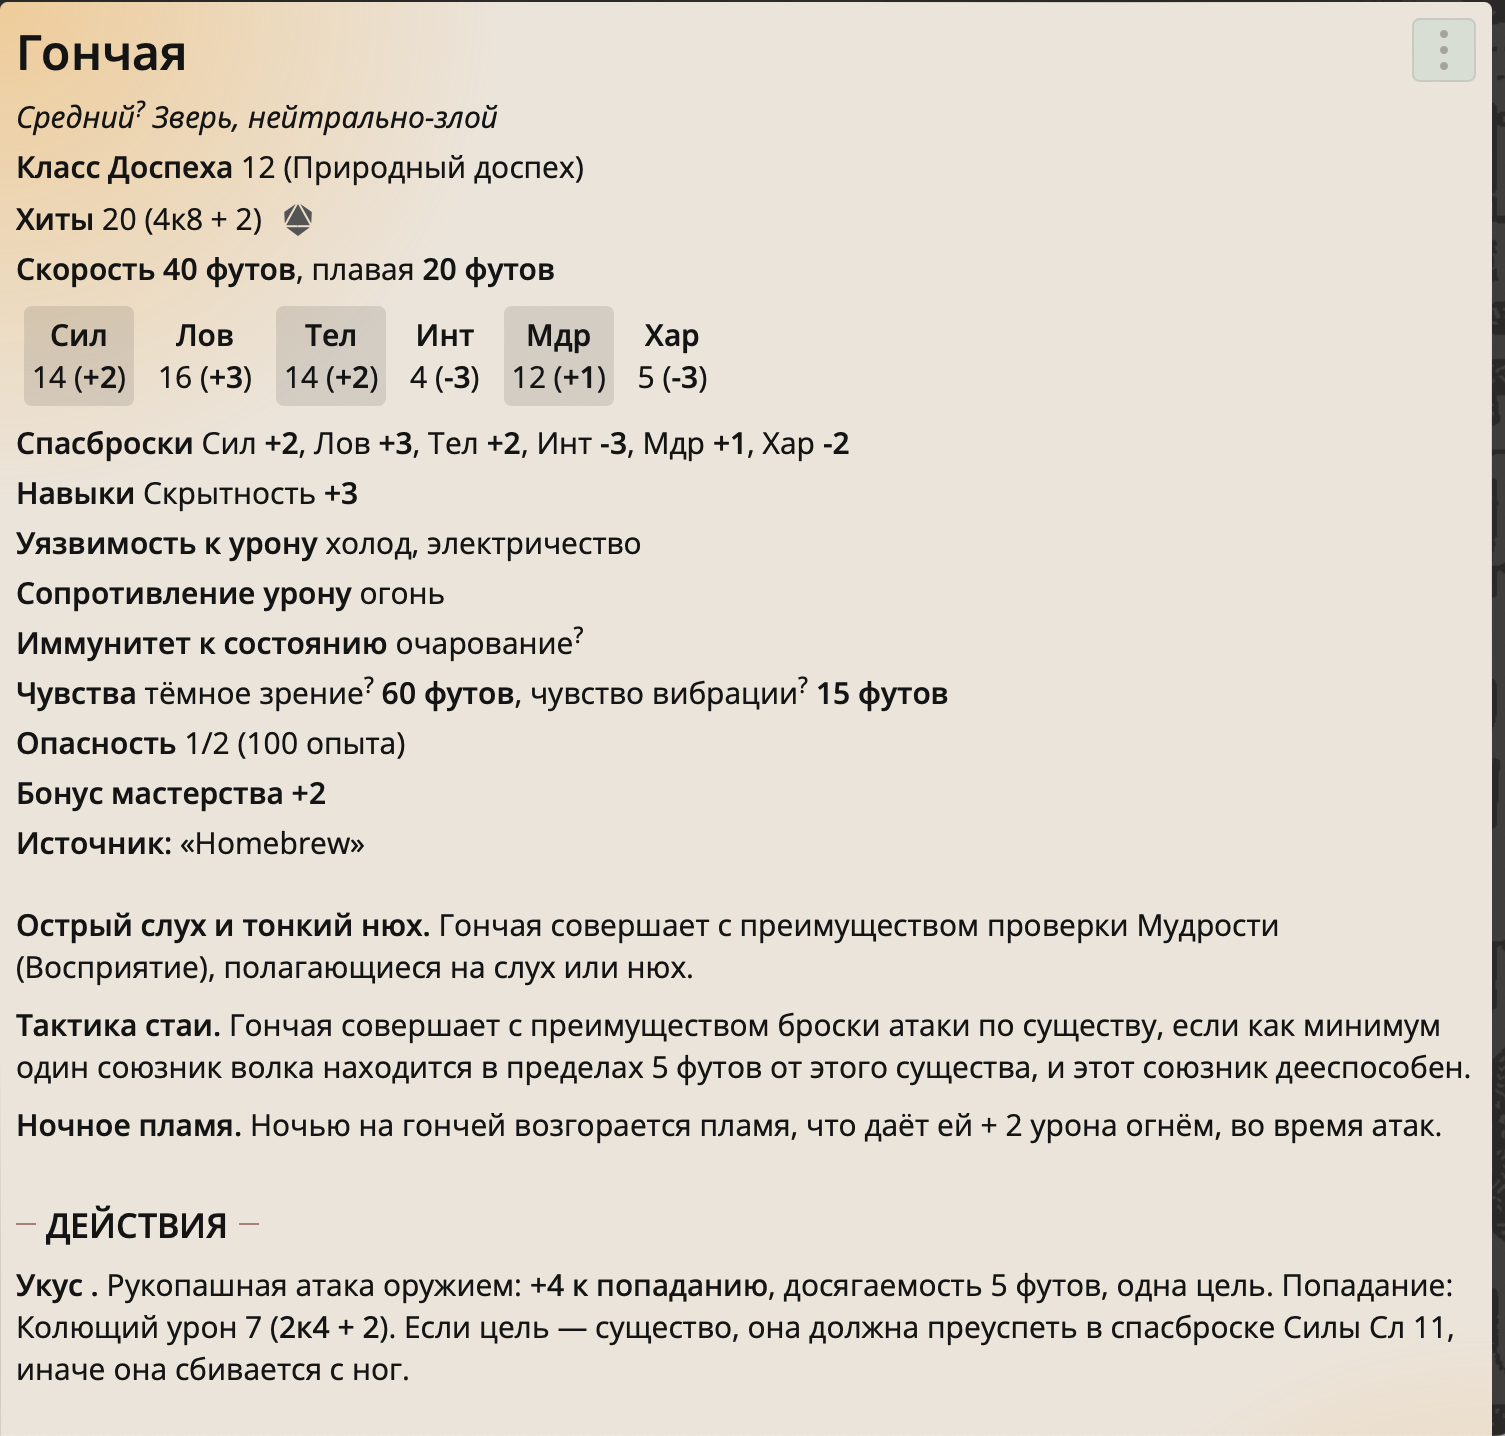 Гончая
Средний? Зверь, нейтрально-злой
Класс Доспеха 12 (Природный доспех)
Хиты 20 (4к8 + 2)
Скорость 40 футов, плавая 20 футов
Сил Лов Тел Инт Мдр Хар
14 (+2) 16 (+3) 14 (+2) 4 (-3) 12 (+1) 5 (-3)
Спасброски Сил +2, Лов +3, Тел +2, Инт -3, Мдр +1, Хар -2
Навыки Скрытность +3
Уязвимость к урону холод, электричество
Сопротивление урону огонь
Иммунитет к состоянию очарование?
Чувства тёмное зрение? 60 футов, чувство вибрации? 15 футов
Опасность 1/2 (100 опыта)
Бонус мастерства +2
Источник: «Homebrew»
Острый слух и тонкий нюх. Гончая совершает с преимуществом проверки Мудрости
(Восприятие), полагающиеся на слух или нюх.
Тактика стаи. Гончая совершает с преимуществом броски атаки по существу, если как минимум
один союзник волка находится в пределах 5 футов от этого существа, и этот союзник дееспособен.
Ночное пламя. Ночью на гончей возгорается пламя, что даёт ей + 2 урона огнём, во время атак.
ДЕЙСТВИЯ
Укус . Рукопашная атака оружием: +4 к попаданию, досягаемость 5 футов, одна цель. Попадание:
Колющий урон 7 (2к4 + 2). Если цель — существо, она должна преуспеть в спасброске Силы Сл 11,
иначе она сбивается с ног.